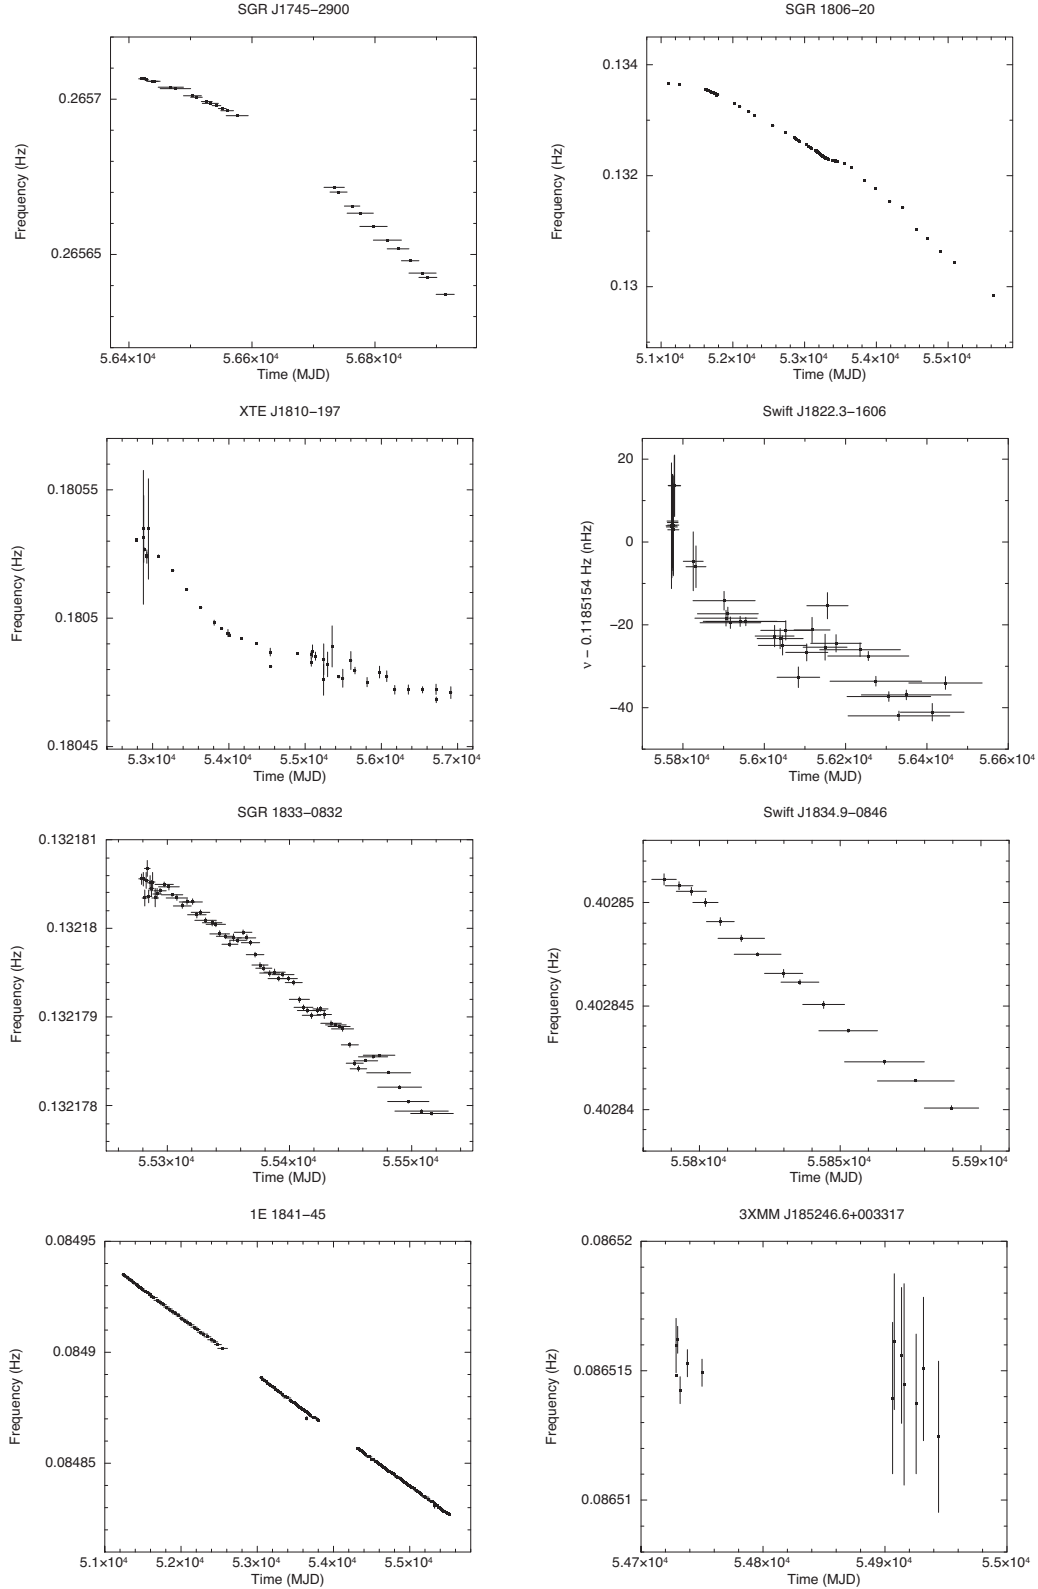 SGR J1745−2900
Frequency (Hz)
0.2657
0.26565
5.64×10⁴
5.66×10⁴
5.68×10⁴
Time (MJD)
SGR 1806−20
Frequency (Hz)
0.134
0.132
0.13
5.1×10⁴
5.2×10⁴
5.3×10⁴
5.4×10⁴
5.5×10⁴
Time (MJD)
XTE J1810−197
Frequency (Hz)
0.18055
0.1805
0.18045
5.3×10⁴
5.4×10⁴
5.5×10⁴
5.6×10⁴
5.7×10⁴
Time (MJD)
Swift J1822.3−1606
ν − 0.1185154 Hz (nHz)
20
0
−20
−40
5.58×10⁴
5.6×10⁴
5.62×10⁴
5.64×10⁴
5.66×10⁴
Time (MJD)
SGR 1833−0832
Frequency (Hz)
0.132181
0.13218
0.132179
0.132178
5.53×10⁴
5.54×10⁴
5.55×10⁴
Time (MJD)
Swift J1834.9−0846
Frequency (Hz)
0.40285
0.402845
0.40284
5.58×10⁴
5.585×10⁴
5.59×10⁴
Time (MJD)
1E 1841−45
Frequency (Hz)
0.08495
0.0849
0.08485
5.1×10⁴
5.2×10⁴
5.3×10⁴
5.4×10⁴
5.5×10⁴
Time (MJD)
3XMM J185246.6+003317
Frequency (Hz)
0.08652
0.086515
0.08651
5.47×10⁴
5.48×10⁴
5.49×10⁴
5.5×10⁴
Time (MJD)